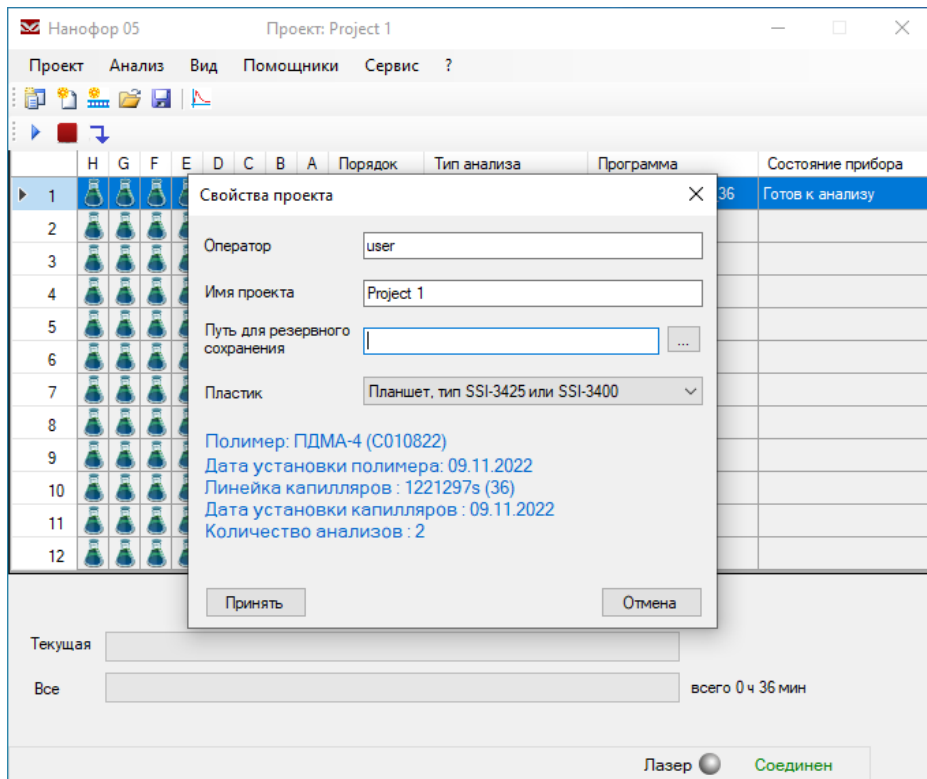 Нанофор 05 Проект: Project 1
Проект Анализ Вид Помощники Сервис ?
H G F E D C B A Порядок Тип анализа Программа Состояние прибора
1 36 Готов к анализу
2
3
4
5
6
7
8
9
10
11
12
Свойства проекта
Оператор user
Имя проекта Project 1
Путь для резервного
сохранения ...
Пластик Планшет, тип SSI-3425 или SSI-3400
Полимер: ПДМА-4 (C010822)
Дата установки полимера: 09.11.2022
Линейка капилляров : 1221297s (36)
Дата установки капилляров : 09.11.2022
Количество анализов : 2
Принять Отмена
Текущая
Все всего 0 ч 36 мин
Лазер Соединен